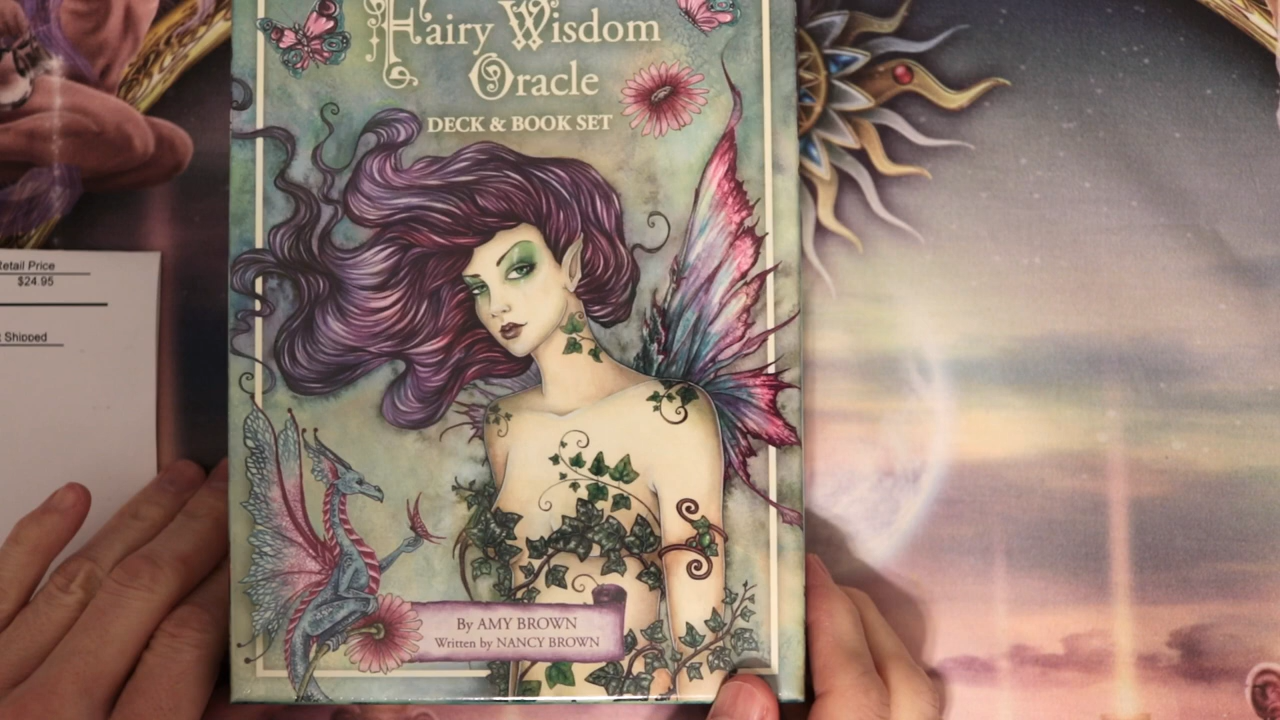 Fairy Wisdom
Oracle
DECK & BOOK SET
Retail Price
$24.95
Shipped
By AMY BROWN
Written by NANCY BROWN